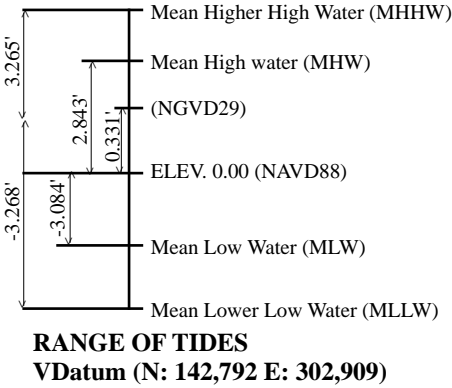 Mean Higher High Water (MHHW)
3.265'
Mean High water (MHW)
2.843'
(NGVD29)
0.331'
ELEV. 0.00 (NAVD88)
-3.268'
-3.084'
Mean Low Water (MLW)
Mean Lower Low Water (MLLW)
RANGE OF TIDES
VDatum (N: 142,792 E: 302,909)